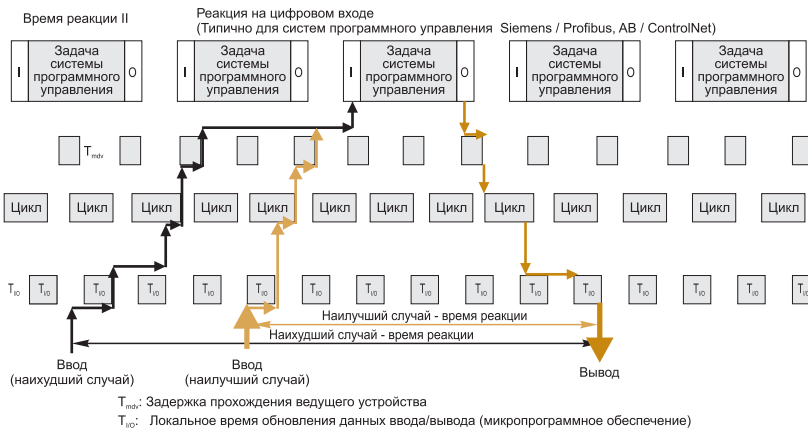 Время реакции II
Реакция на цифровом входе
(Типично для систем программного управления Siemens / Profibus, AB / ControlNet)
I Задача системы программного управления O
I Задача системы программного управления O
I Задача системы программного управления O
I Задача системы программного управления O
I Задача системы программного управления
Tmdv
Цикл Цикл Цикл Цикл Цикл Цикл Цикл Цикл Цикл Цикл Цикл Цикл Цикл
TI/O TI/O TI/O TI/O TI/O TI/O TI/O TI/O TI/O TI/O TI/O TI/O TI/O TI/O TI/O
Наилучший случай - время реакции
Наихудший случай - время реакции
Ввод
(наихудший случай)
Ввод
(наилучший случай)
Вывод
Tmdv: Задержка прохождения ведущего устройства
TI/O: Локальное время обновления данных ввода/вывода (микропрограммное обеспечение)